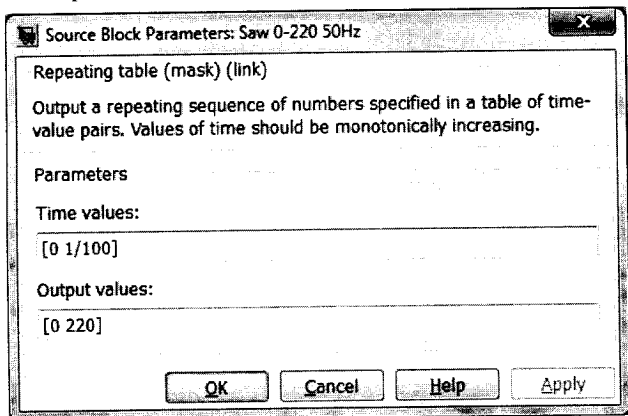 Source Block Parameters: Saw 0-220 50Hz
Repeating table (mask) (link)
Output a repeating sequence of numbers specified in a table of time-
value pairs. Values of time should be monotonically increasing.
Parameters
Time values:
[0 1/100]
Output values:
[0 220]
OK Cancel Help Apply